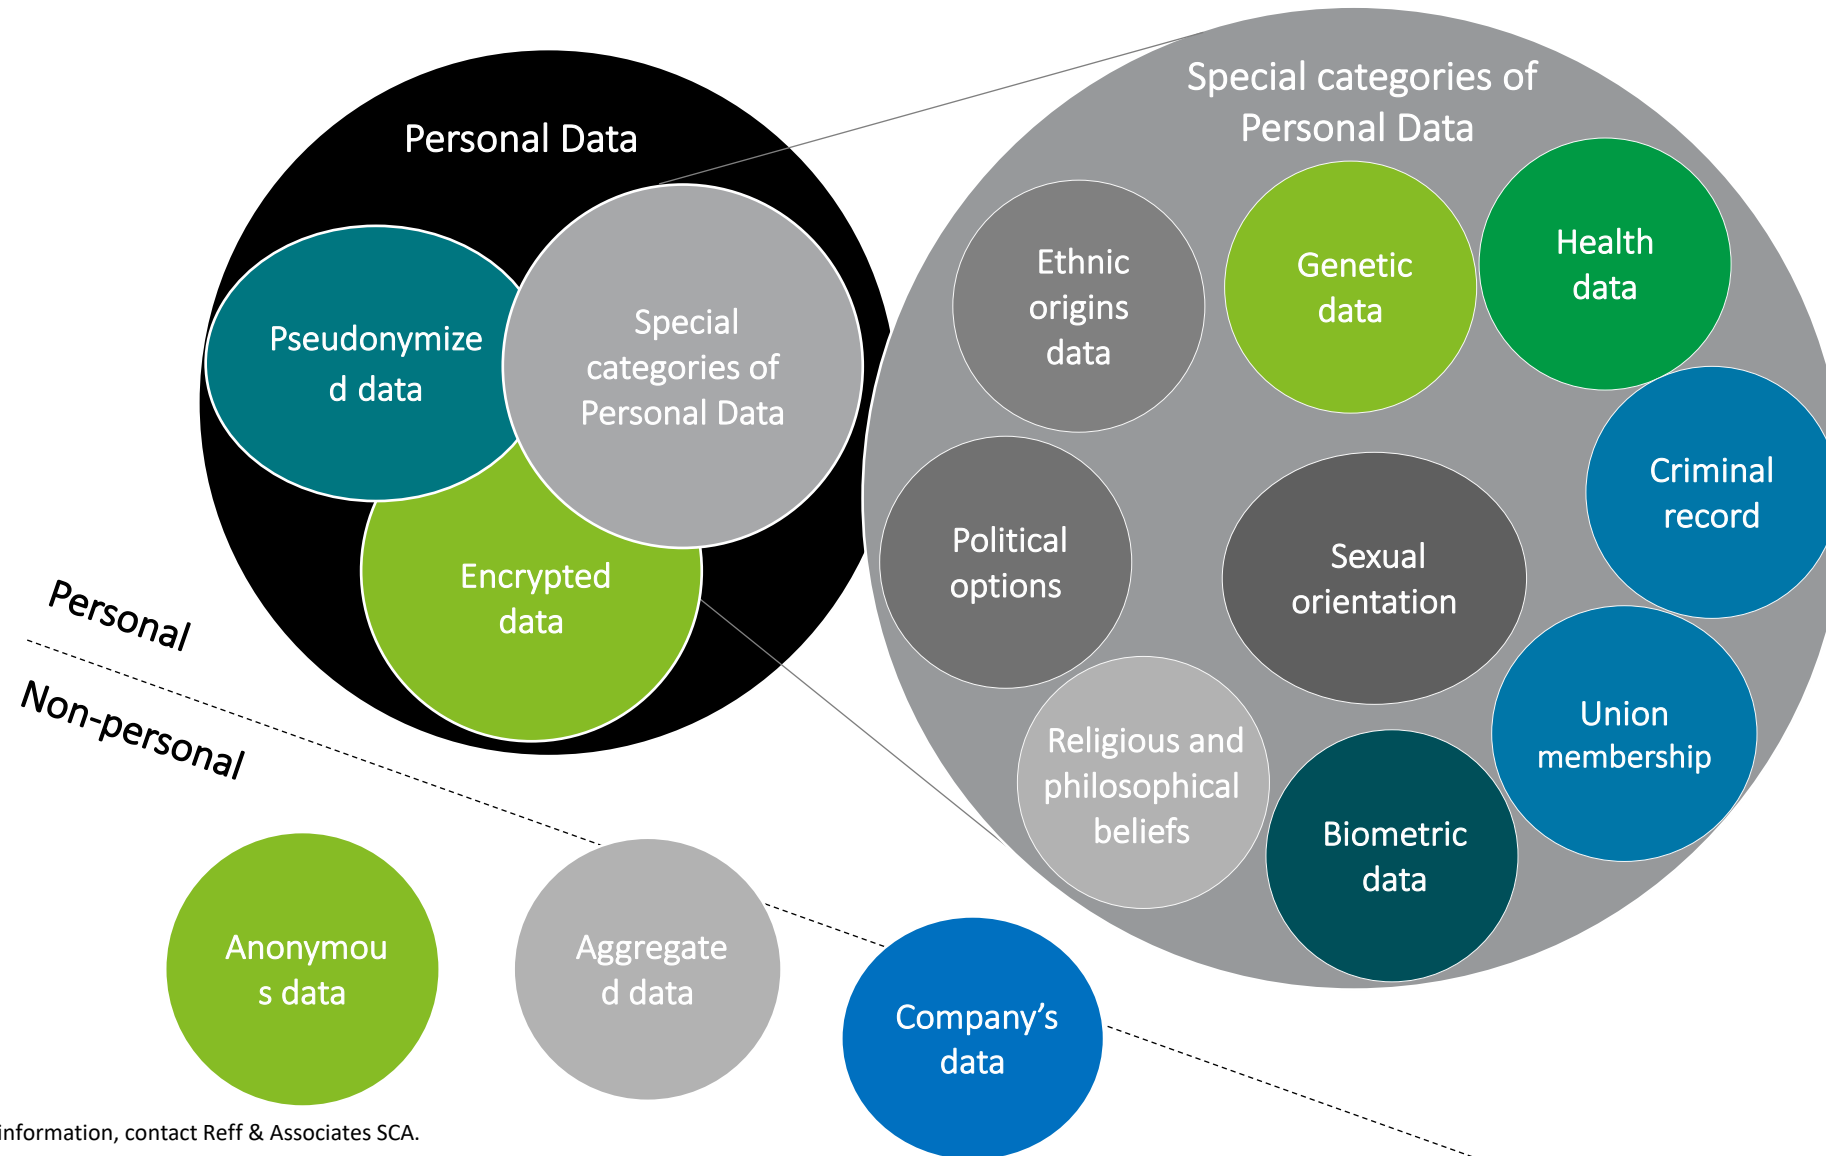 Personal Data
Pseudonymize
d data
Special
categories of
Personal Data
Encrypted
data
Special categories of
Personal Data
Ethnic
origins
data
Genetic
data
Health
data
Criminal
record
Political
options
Sexual
orientation
Union
membership
Religious and
philosophical
beliefs
Biometric
data
Personal
Non-personal
Anonymou
s data
Aggregate
d data
Company’s
data
information, contact Reff & Associates SCA.